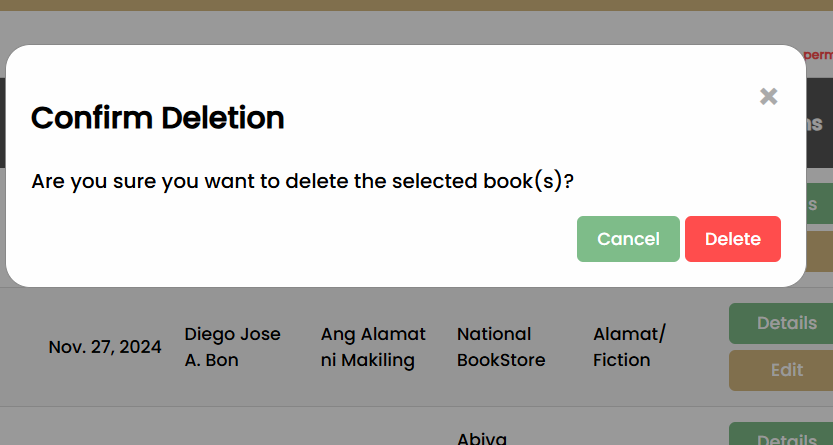 perm
×
Confirm Deletion
ns
Are you sure you want to delete the selected book(s)?
s
Cancel Delete
Nov. 27, 2024 Diego Jose A. Bon Ang Alamat ni Makiling National BookStore Alamat/ Fiction Details
Edit
Abiva Details